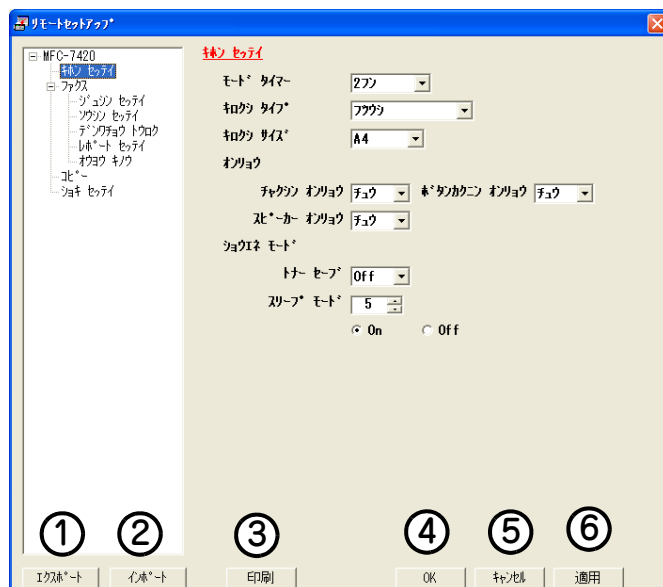 リモートセットアップ
MFC-7420
キホン セッテイ
ファクス
ジュシン セッテイ
ソウシン セッテイ
デンワチョウ トウロク
レポート セッテイ
オウヨウ キノウ
コピー
ショキ セッテイ
キホン セッテイ
モード タイマー 2フン
キロクシ タイプ フツウシ
キロクシ サイズ A4
オンリョウ
チャクシン オンリョウ チュウ ボタンカクニン オンリョウ チュウ
スピーカー オンリョウ チュウ
ショウエネ モード
トナー セーブ Off
スリープ モード 5
On Off
① ② ③ ④ ⑤ ⑥
エクスポート インポート 印刷 OK キャンセル 適用